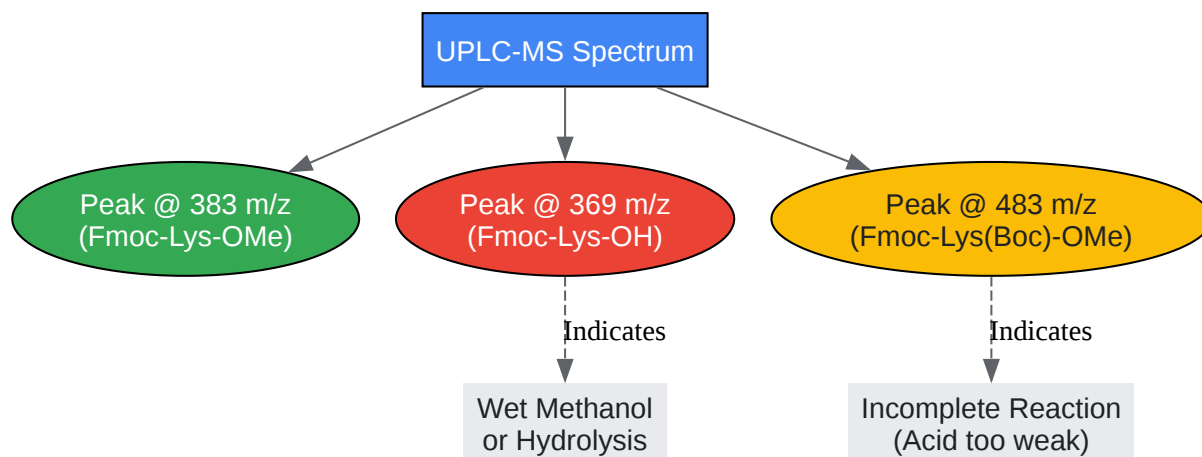 UPLC-MS Spectrum
Peak @ 383 m/z
(Fmoc-Lys-OMe)
Peak @ 369 m/z
(Fmoc-Lys-OH)
Peak @ 483 m/z
(Fmoc-Lys(Boc)-OMe)
Indicates
Indicates
Wet Methanol
or Hydrolysis
Incomplete Reaction
(Acid too weak)